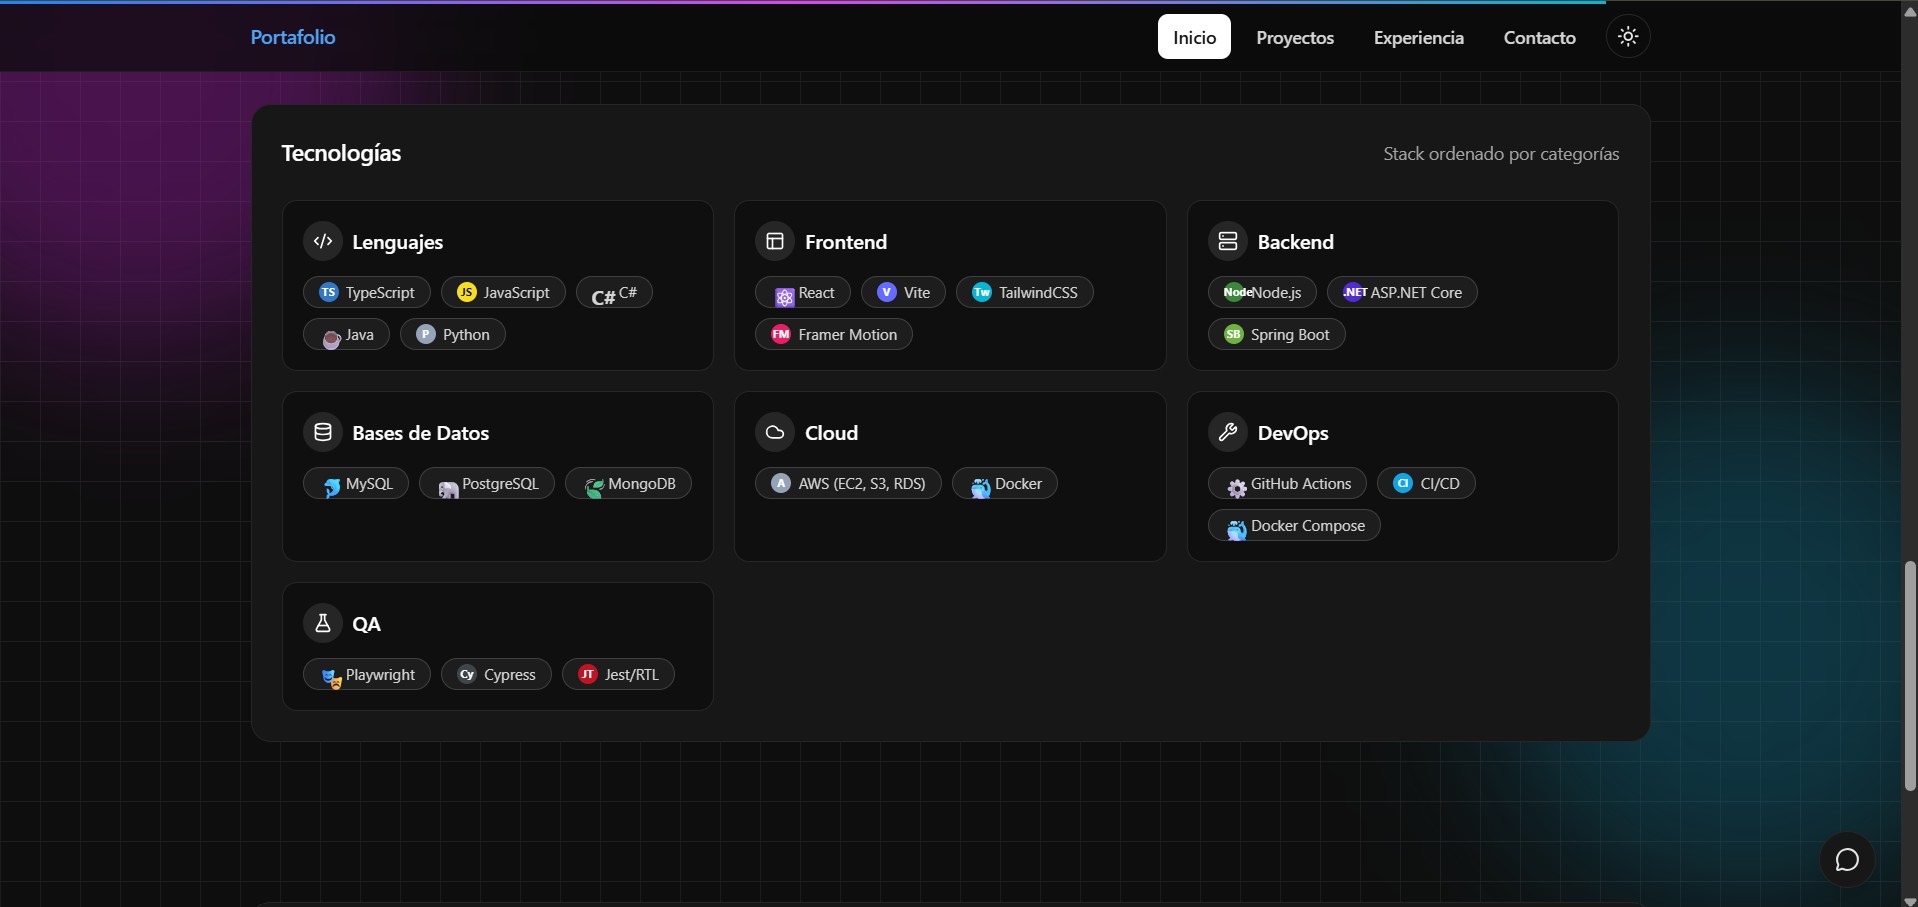 Portafolio
Inicio
Proyectos
Experiencia
Contacto
Tecnologías
Stack ordenado por categorías
Lenguajes
TS TypeScript
JS JavaScript
C# C#
Java
P Python
Frontend
React
V Vite
Tw TailwindCSS
FM Framer Motion
Backend
Node Node.js
.NET ASP.NET Core
SB Spring Boot
Bases de Datos
MySQL
PostgreSQL
MongoDB
Cloud
A AWS (EC2, S3, RDS)
Docker
DevOps
GitHub Actions
CI CI/CD
Docker Compose
QA
Playwright
Cy Cypress
JT Jest/RTL